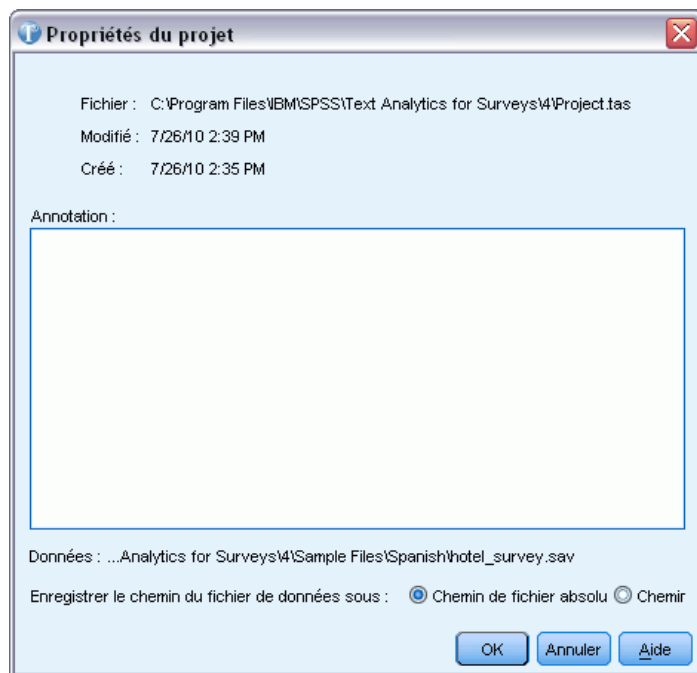 Propriétés du projet
Fichier : C:\Program Files\IBM\SPSS\Text Analytics for Surveys\4\Project.tas
Modifié : 7/26/10 2:39 PM
Créé : 7/26/10 2:35 PM
Annotation :
Données : ...Analytics for Surveys\4\Sample Files\Spanish\hotel_survey.sav
Enregistrer le chemin du fichier de données sous : Chemin de fichier absolu Chemir
OK Annuler Aide